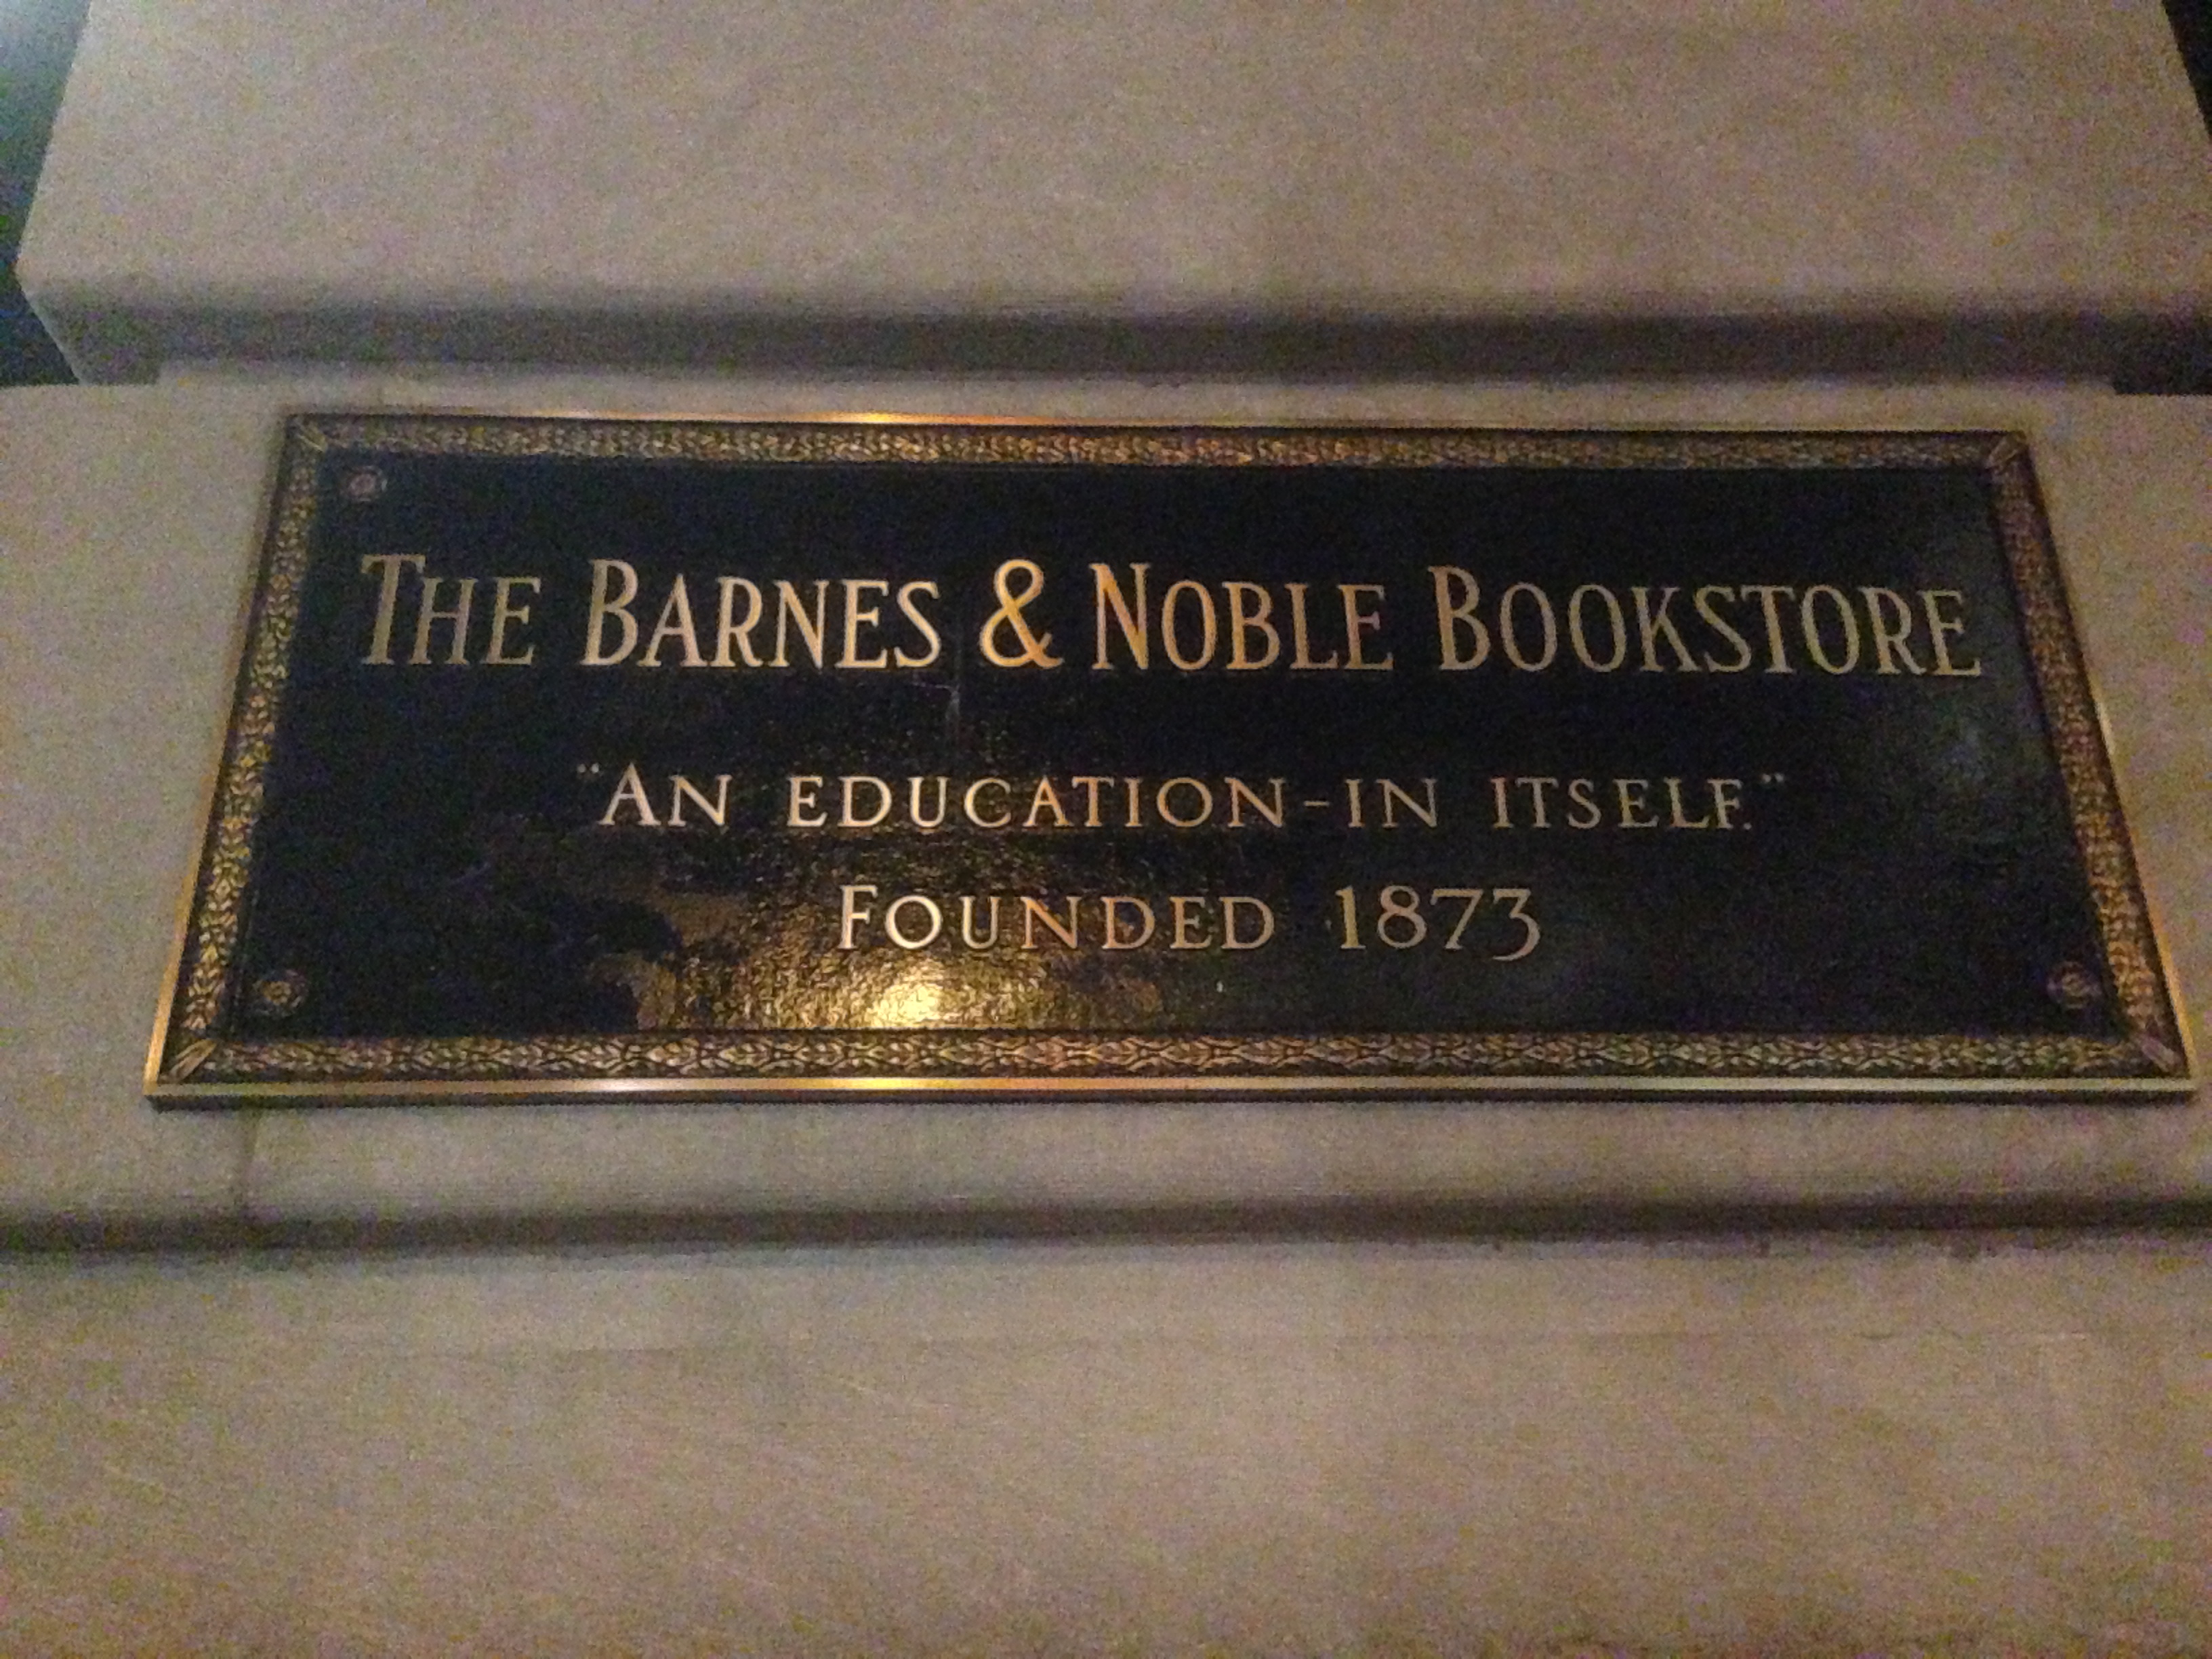 THE BARNES & NOBLE BOOKSTORE
"AN EDUCATION-IN ITSELF."
FOUNDED 1873